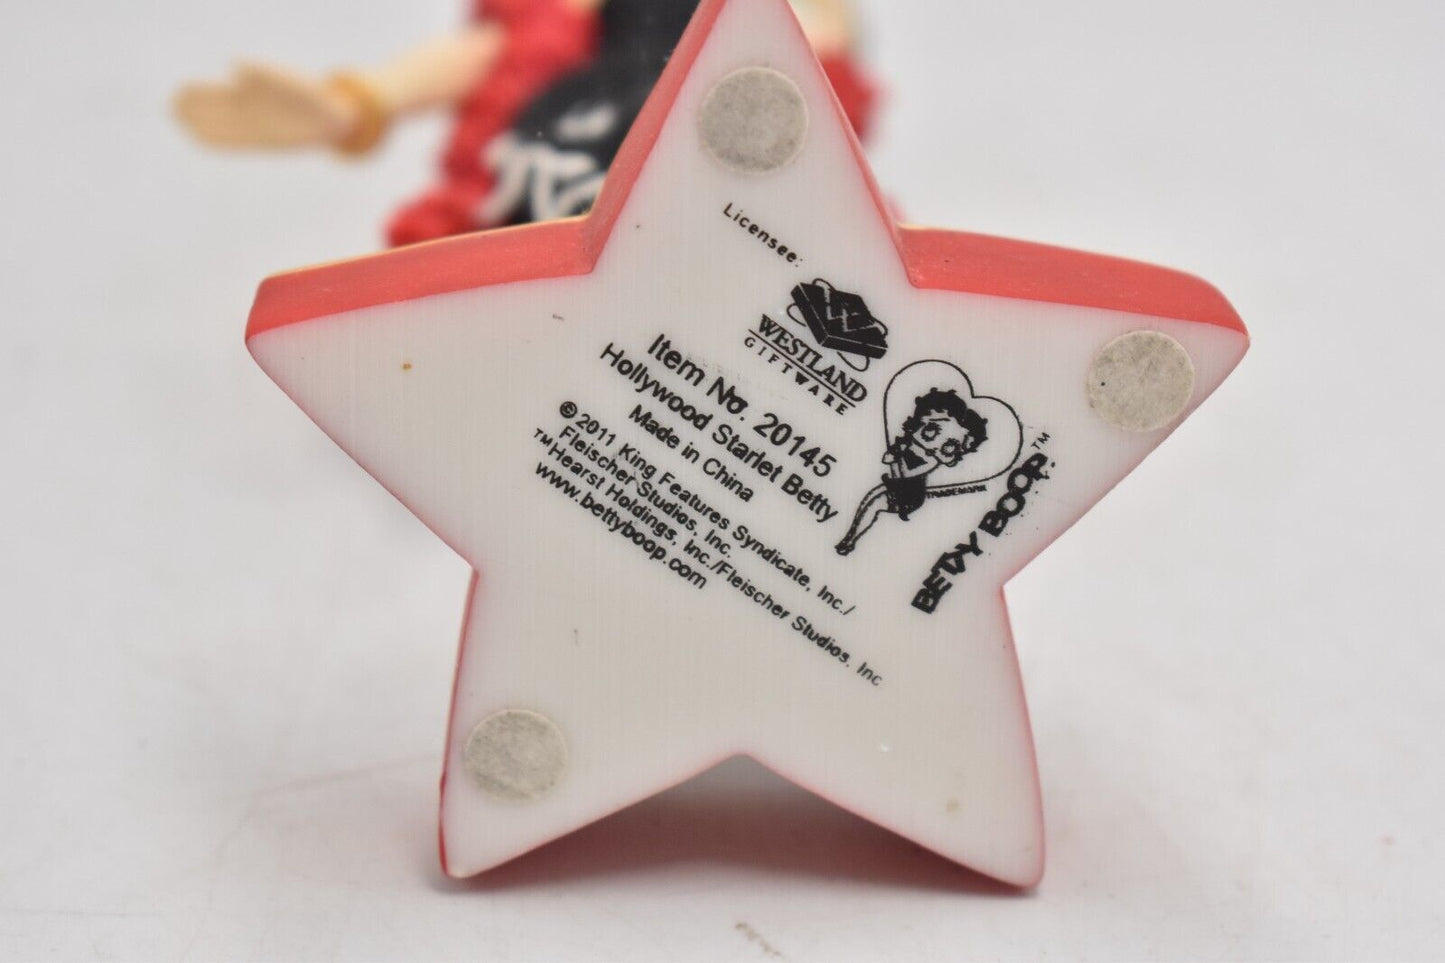 Licensee:
W
WESTLAND
GIFTWARE
Item No. 20145
Hollywood Starlet Betty
Made in China
©2011 King Features Syndicate, Inc./
Fleischer Studios, Inc.
™Hearst Holdings, Inc./Fleischer Studios, Inc
www.bettyboop.com
TRADEMARK
BETTY BOOP™